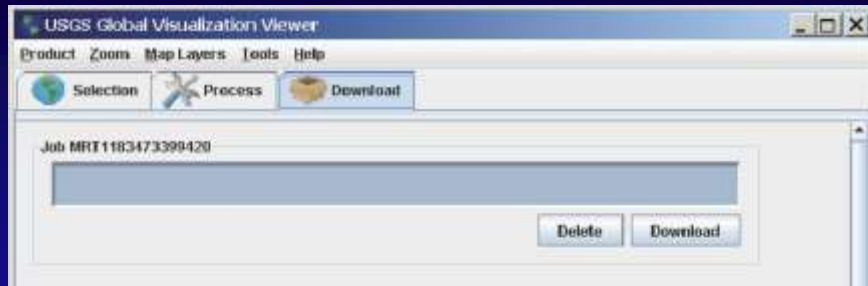 USGS Global Visualization Viewer
Product Zoom Map Layers Tools Help
Selection Process Download
Job MRT1183473399420
Delete Download